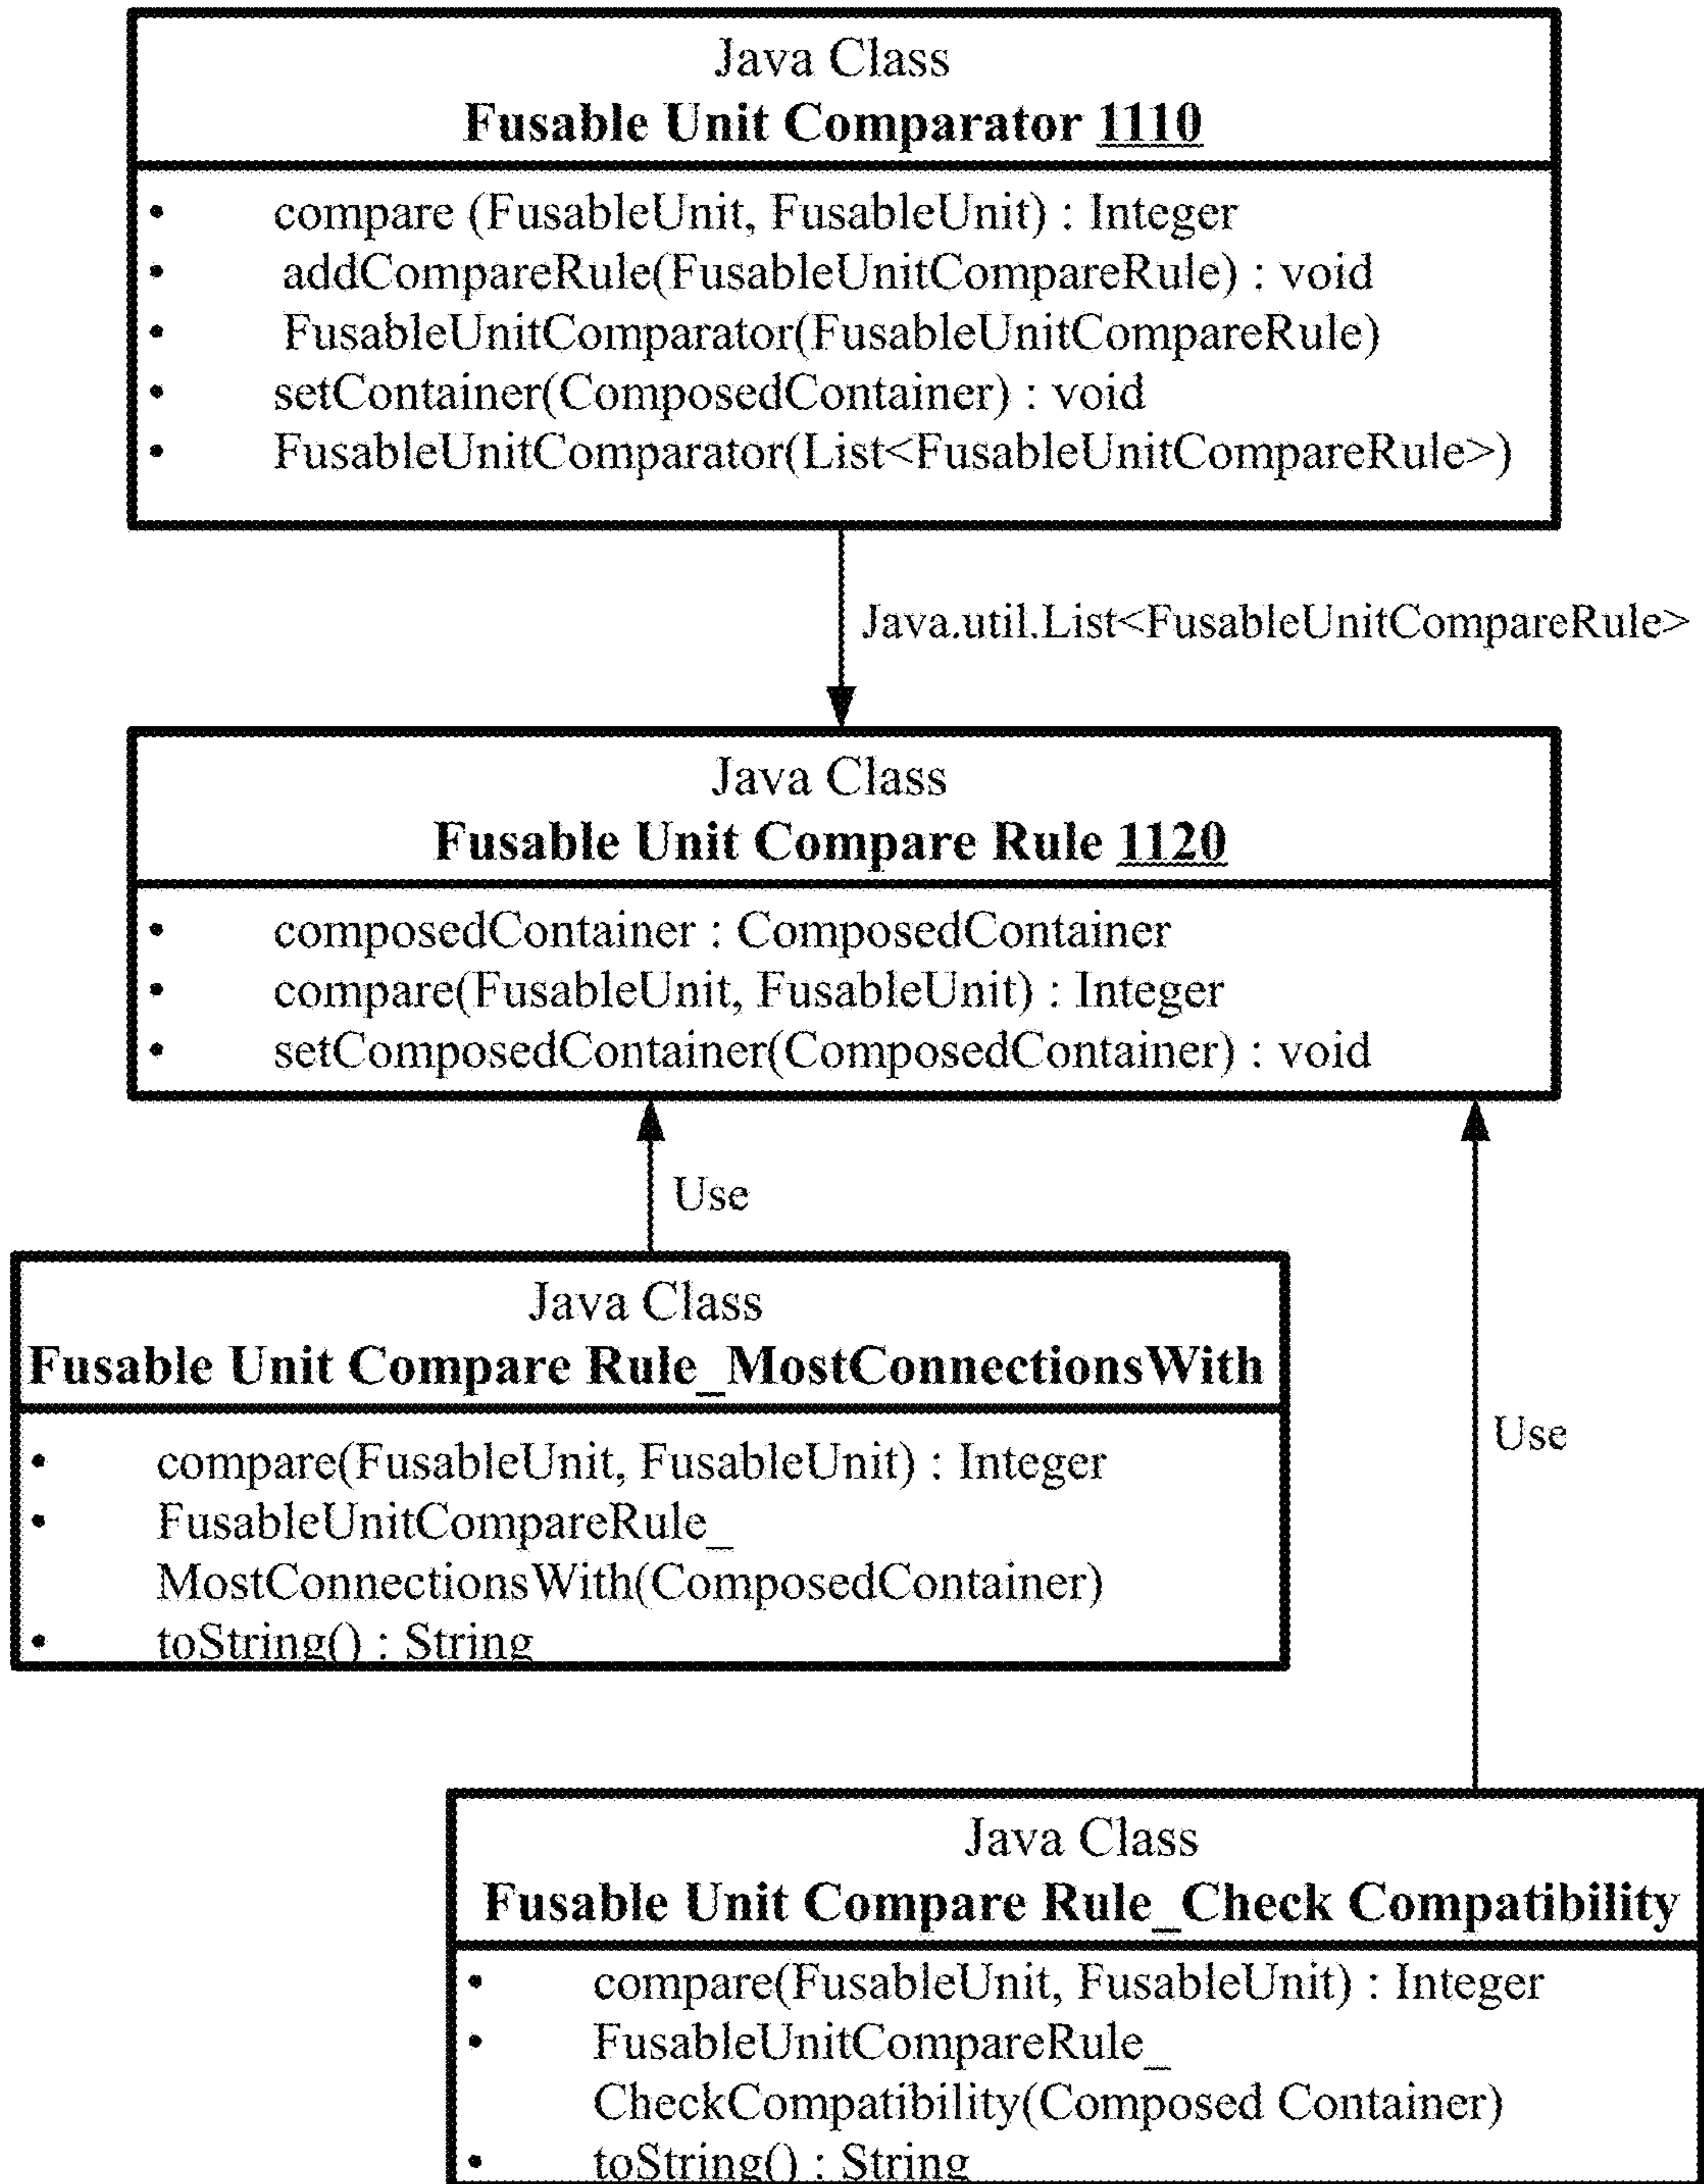 Java Class
Fusable Unit Comparator 1110
• compare (FusableUnit, FusableUnit) : Integer
• addCompareRule(FusableUnitCompareRule) : void
• FusableUnitComparator(FusableUnitCompareRule)
• setContainer(ComposedContainer) : void
• FusableUnitComparator(List<FusableUnitCompareRule>)
Java.util.List<FusableUnitCompareRule>
Java Class
Fusable Unit Compare Rule 1120
• composedContainer : ComposedContainer
• compare(FusableUnit, FusableUnit) : Integer
• setComposedContainer(ComposedContainer) : void
Use
Java Class
Fusable Unit Compare Rule_MostConnectionsWith
• compare(FusableUnit, FusableUnit) : Integer
• FusableUnitCompareRule_
MostConnectionsWith(ComposedContainer)
• toString() : String
Use
Java Class
Fusable Unit Compare Rule_Check Compatibility
• compare(FusableUnit, FusableUnit) : Integer
• FusableUnitCompareRule_
CheckCompatibility(Composed Container)
• toString() : String